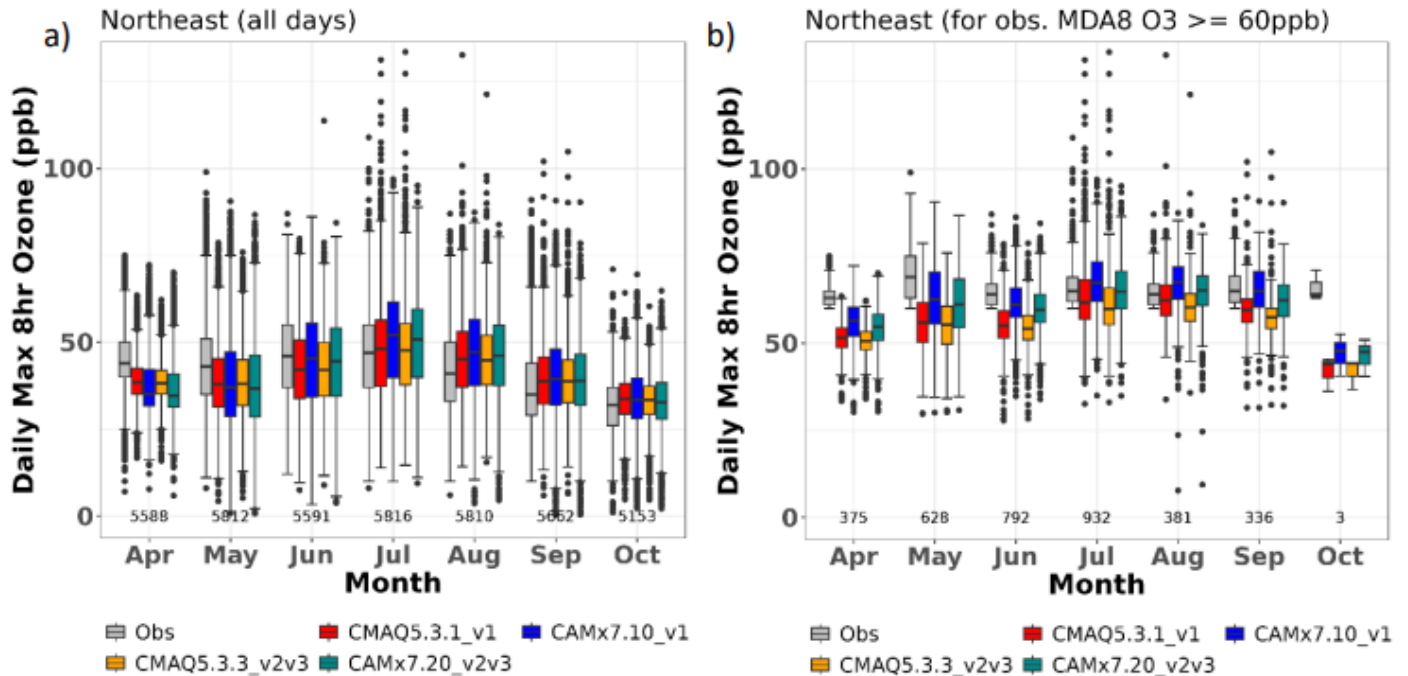 a)
Northeast (all days)
Daily Max 8hr Ozone (ppb)
100
50
0
5588
5812
5591
5816
5810
5662
5153
Apr
May
Jun
Jul
Aug
Sep
Oct
Month
Obs
CMAQ5.3.1_v1
CAMx7.10_v1
CMAQ5.3.3_v2v3
CAMx7.20_v2v3
b)
Northeast (for obs. MDA8 O3 >= 60ppb)
Daily Max 8hr Ozone (ppb)
100
50
0
375
628
792
932
381
336
3
Apr
May
Jun
Jul
Aug
Sep
Oct
Month
Obs
CMAQ5.3.1_v1
CAMx7.10_v1
CMAQ5.3.3_v2v3
CAMx7.20_v2v3